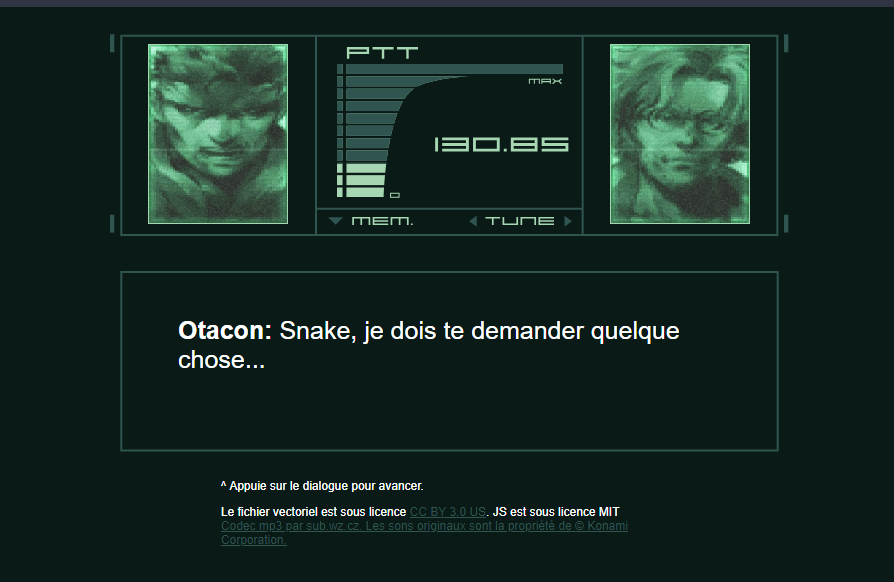 PTT
MAX
130.85
0
MEM.
TUNE
Otacon: Snake, je dois te demander quelque
chose...
^ Appuie sur le dialogue pour avancer.
Le fichier vectoriel est sous licence CC BY 3.0 US. JS est sous licence MIT
Codec mp3 par sub.wz.cz. Les sons originaux sont la propriété de © Konami
Corporation.